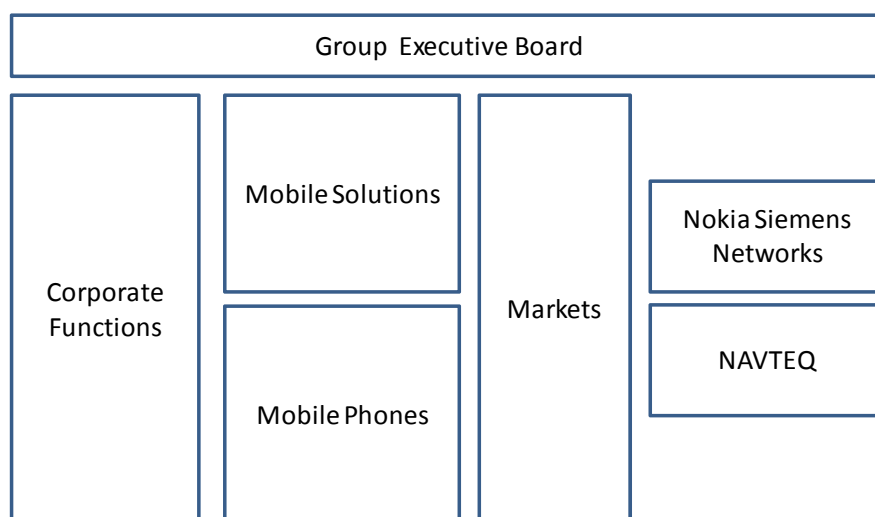 Group Executive Board
Corporate
Functions
Mobile Solutions
Mobile Phones
Markets
Nokia Siemens
Networks
NAVTEQ